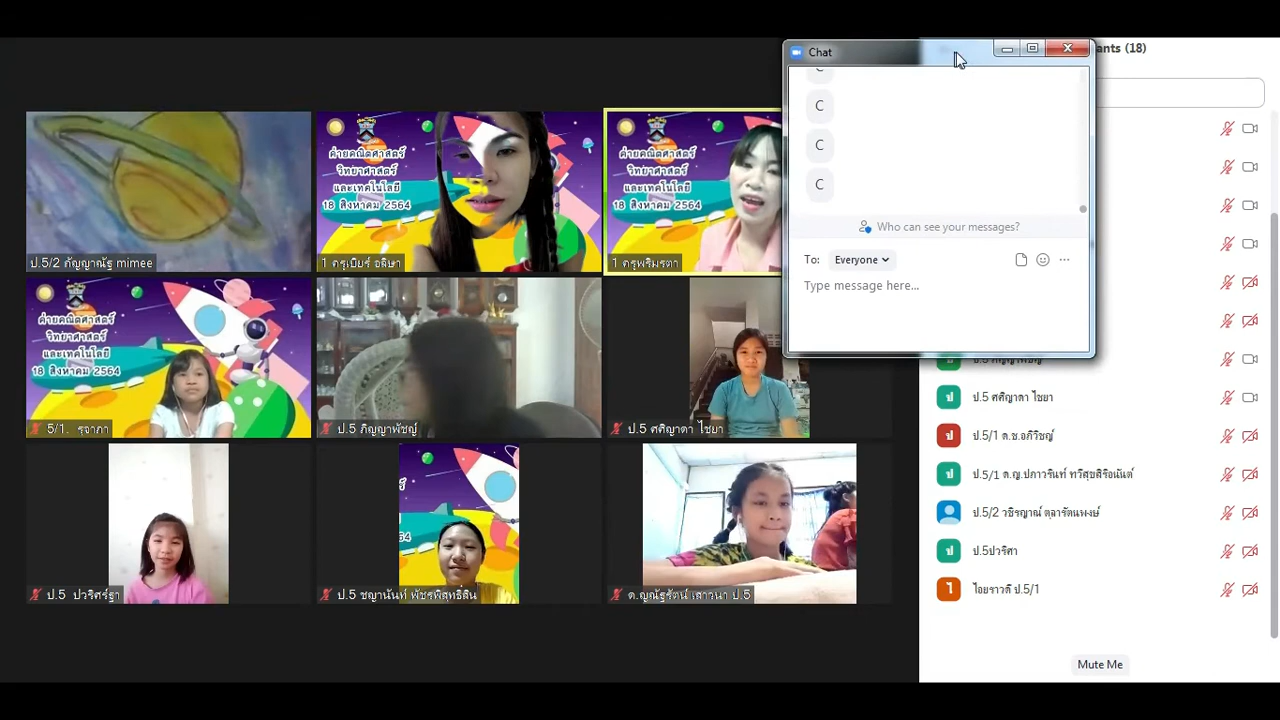 Chat
ants (18)
C
C
C
Who can see your messages?
To: Everyone
Type message here...
ค่ายคณิตศาสตร์
วิทยาศาสตร์
และเทคโนโลยี
18 สิงหาคม 2564
ค่ายคณิตศาสตร์
วิทยาศาสตร์
และเทคโนโลยี
18 สิงหาคม 2564
ป.5/2 กัญญาณัฐ mimee
1 ครูเบียร์ อธิษา
1 ครูพริมรตา
ค่ายคณิตศาสตร์
วิทยาศาสตร์
และเทคโนโลยี
18 สิงหาคม 2564
5/1. รุจาภา
ป.5 ภิญญาพัชญ์
ป.5 ศศิญาดา ไชยา
64
ป.5 ปวริศร์ฐา
ป.5 ชญานันท์ พัชรพิสุทธิ์สิน
ด.ญณัฐรัตน์ เสาวนา ป.5
ป ป.5 ศศิญาดา ไชยา
ป ป.5/1 ด.ช.อภิวิชญ์
ป ป.5/1 ด.ญ.ปภาวรินท์ ทวีสุขสิริอนันต์
ป.5/2 วชิรญาณ์ ตุลารัตแพงษ์
ป ป.5ปวริศา
ไ ไอยราวดี ป.5/1
Mute Me